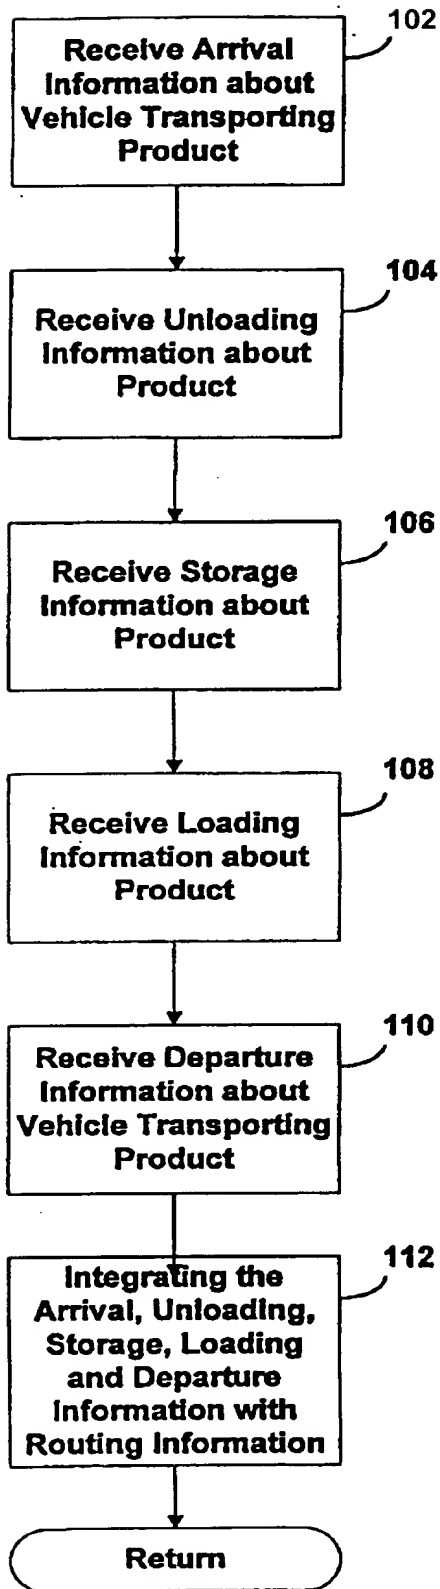 102
Receive Arrival
Information about
Vehicle Transporting
Product
104
Receive Unloading
Information about
Product
106
Receive Storage
Information about
Product
108
Receive Loading
Information about
Product
110
Receive Departure
Information about
Vehicle Transporting
Product
112
Integrating the
Arrival, Unloading,
Storage, Loading
and Departure
Information with
Routing Information
Return